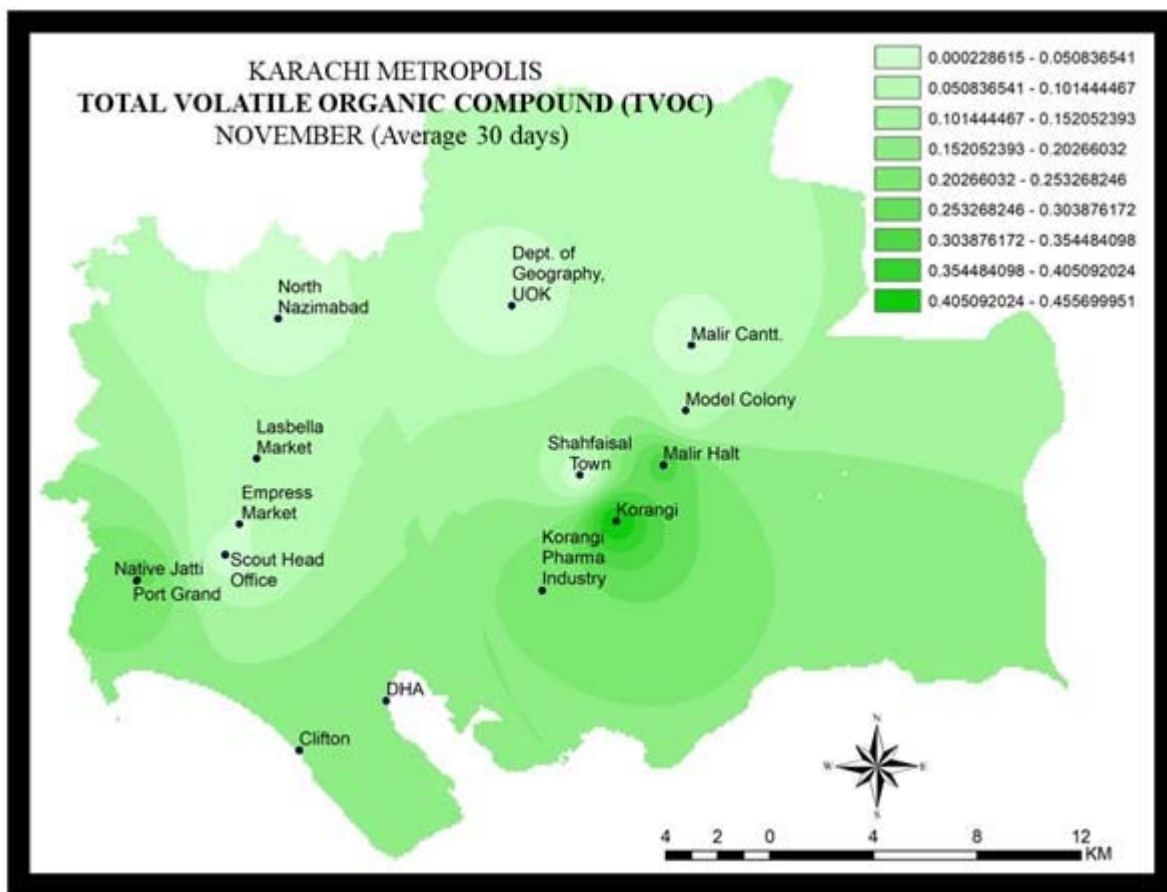 KARACHI METROPOLIS
TOTAL VOLATILE ORGANIC COMPOUND (TVOC)
NOVEMBER (Average 30 days)
0.000228615 - 0.050836541
0.050836541 - 0.101444467
0.101444467 - 0.152052393
0.152052393 - 0.20266032
0.20266032 - 0.253268246
0.253268246 - 0.303876172
0.303876172 - 0.354484098
0.354484098 - 0.405092024
0.405092024 - 0.455699951
Dept. of
Geography,
UOK
North
Nazimabad
Malir Cantt.
Model Colony
Lasbella
Market
Shahfaisal
Town
Malir Halt
Empress
Market
Korangi
Korangi
Pharma
Industry
Scout Head
Office
Native Jatti
Port Grand
DHA
Clifton
N
W
E
S
4 2 0 4 8 12
KM